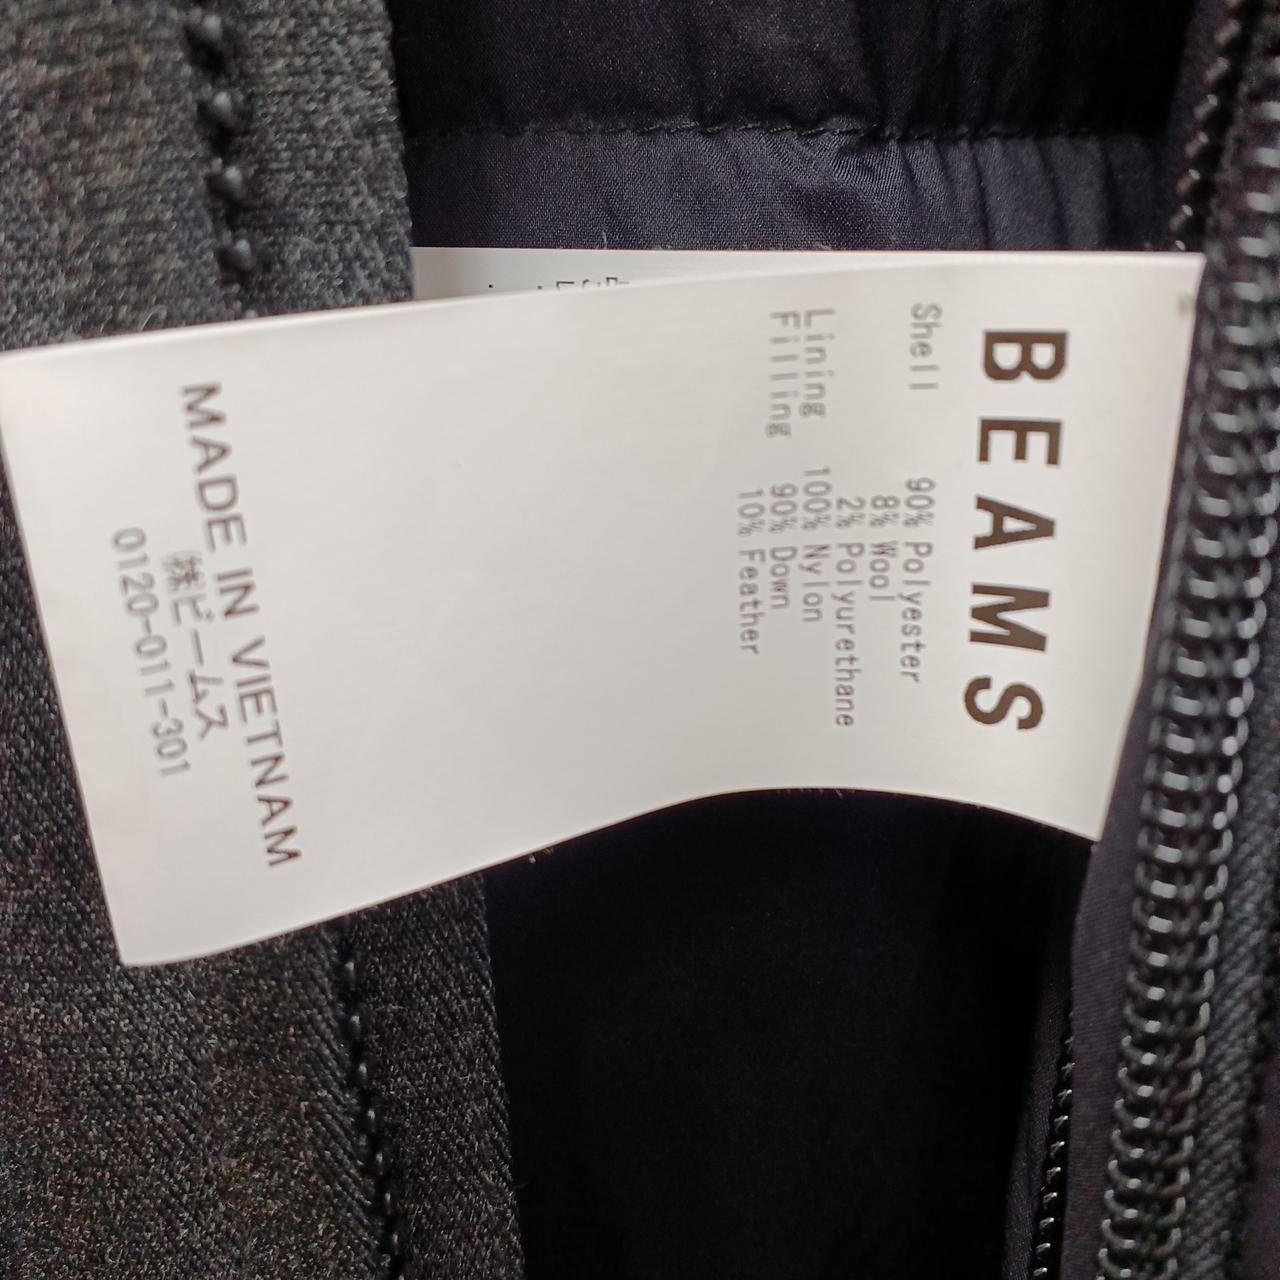 BEAMS
Shell 90% Polyester
8% Wool
2% Polyurethane
Lining 100% Nylon
Filling 90% Down
10% Feather
MADE IN VIETNAM
㈱ビームス
0120-011-301